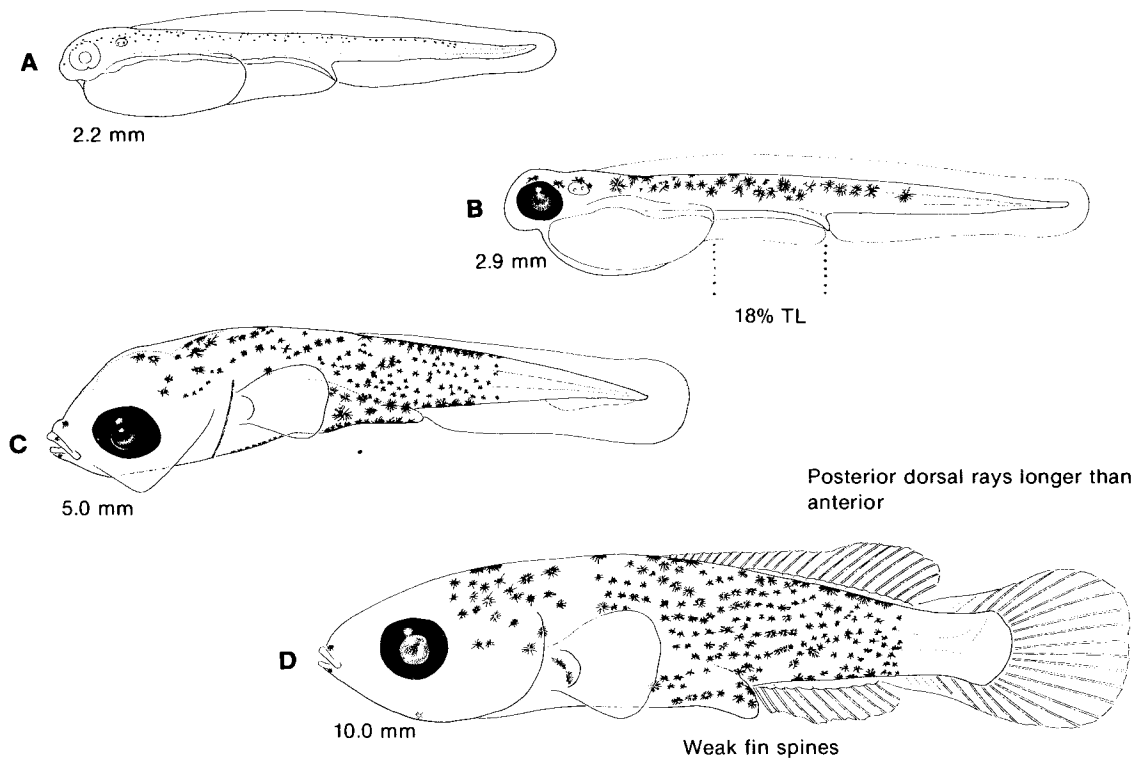 A
2.2 mm
B
2.9 mm
18% TL
C
5.0 mm
Posterior dorsal rays longer than
anterior
D
10.0 mm
Weak fin spines